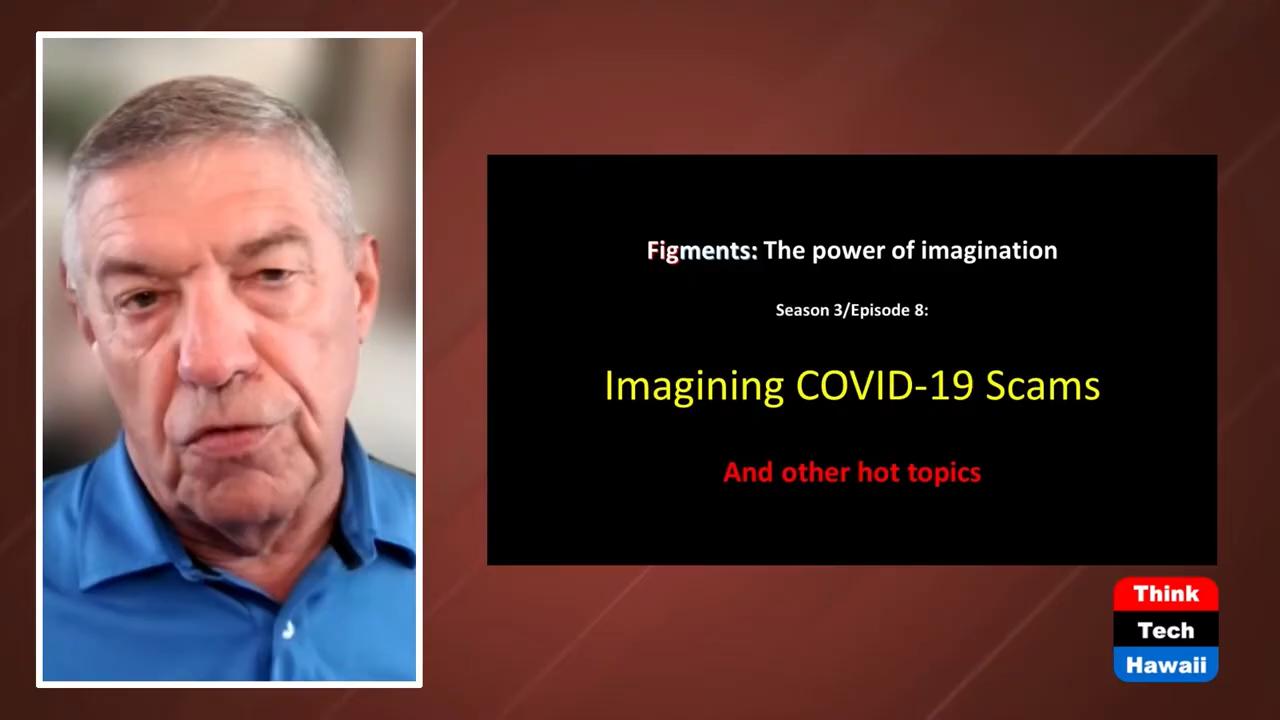 Figments: The power of imagination
Season 3/Episode 8:
Imagining COVID-19 Scams
And other hot topics
Think
Tech
Hawaii